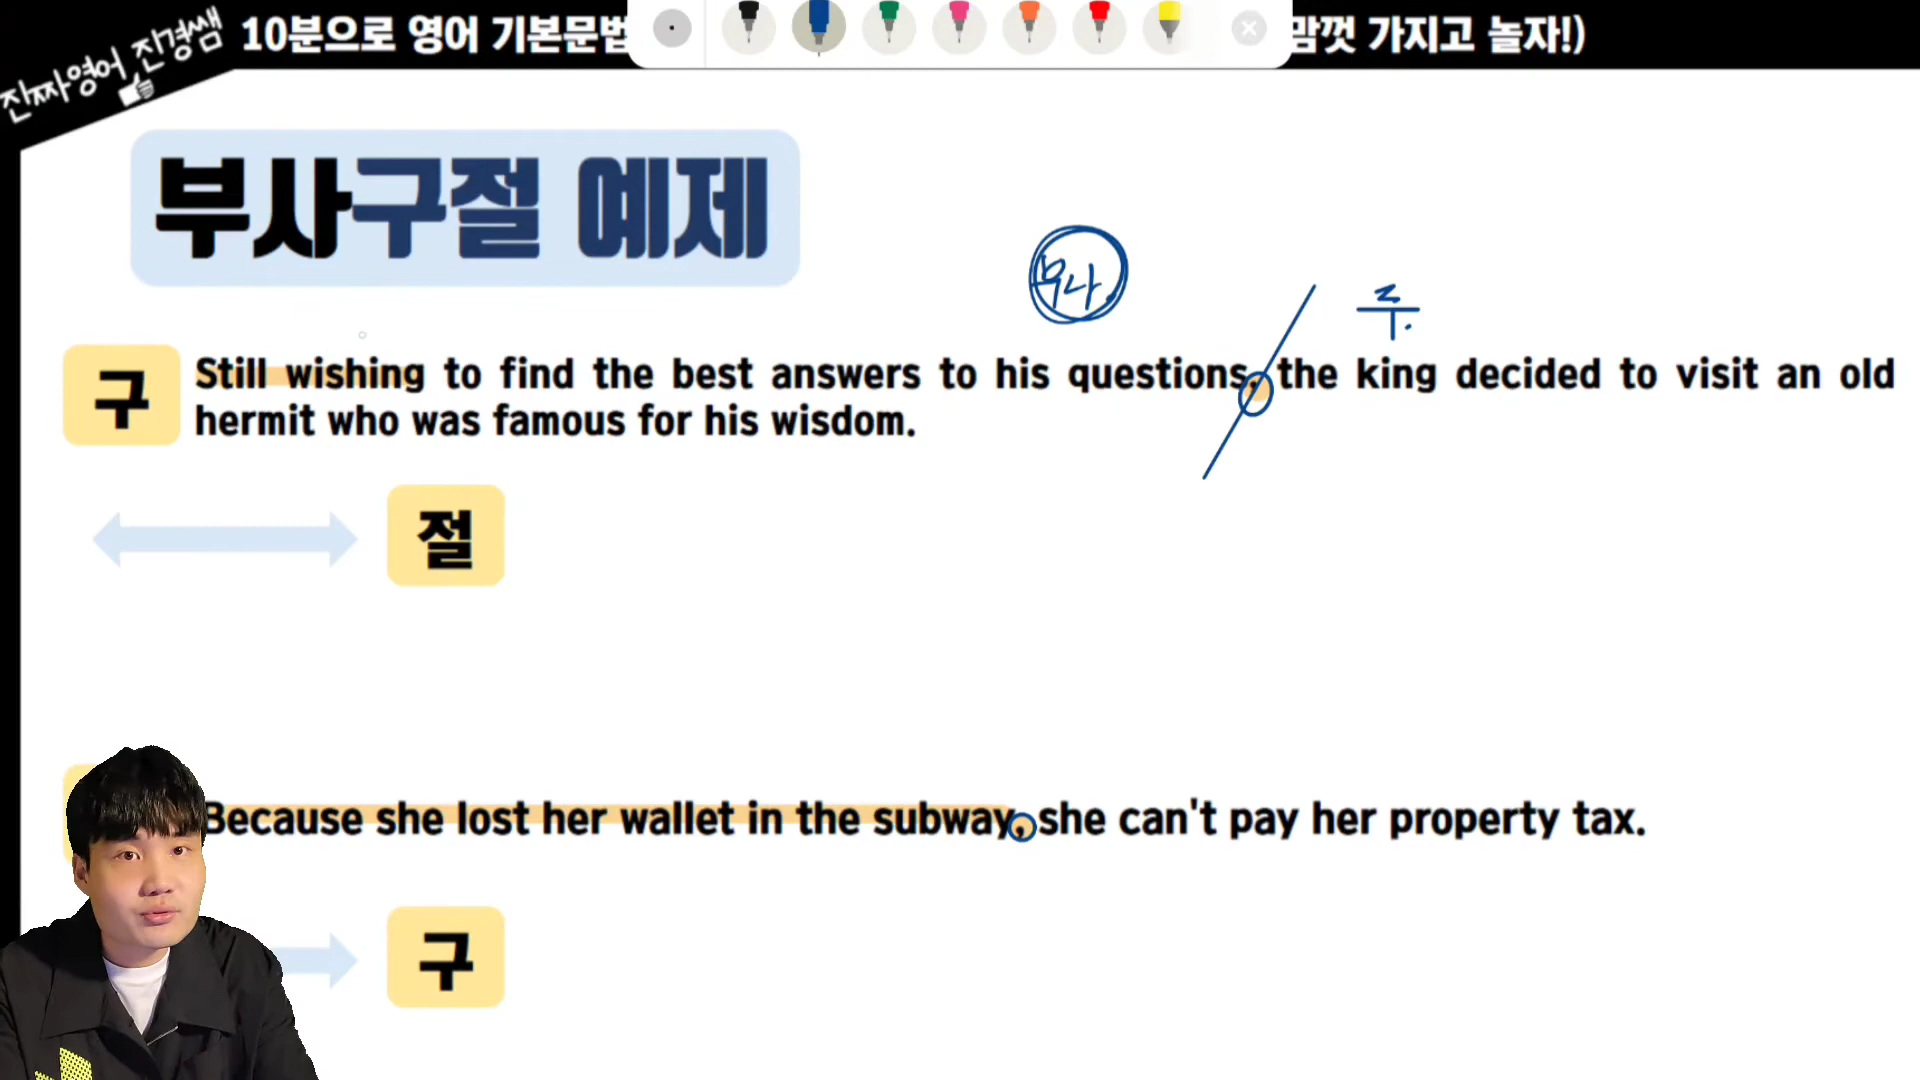 진짜영어 진경쌤
10분으로 영어 기본문법
맘껏 가지고 놀자!)
부사구절 예제
부사
주
구
Still wishing to find the best answers to his questions, the king decided to visit an old
hermit who was famous for his wisdom.
절
Because she lost her wallet in the subway, she can't pay her property tax.
구